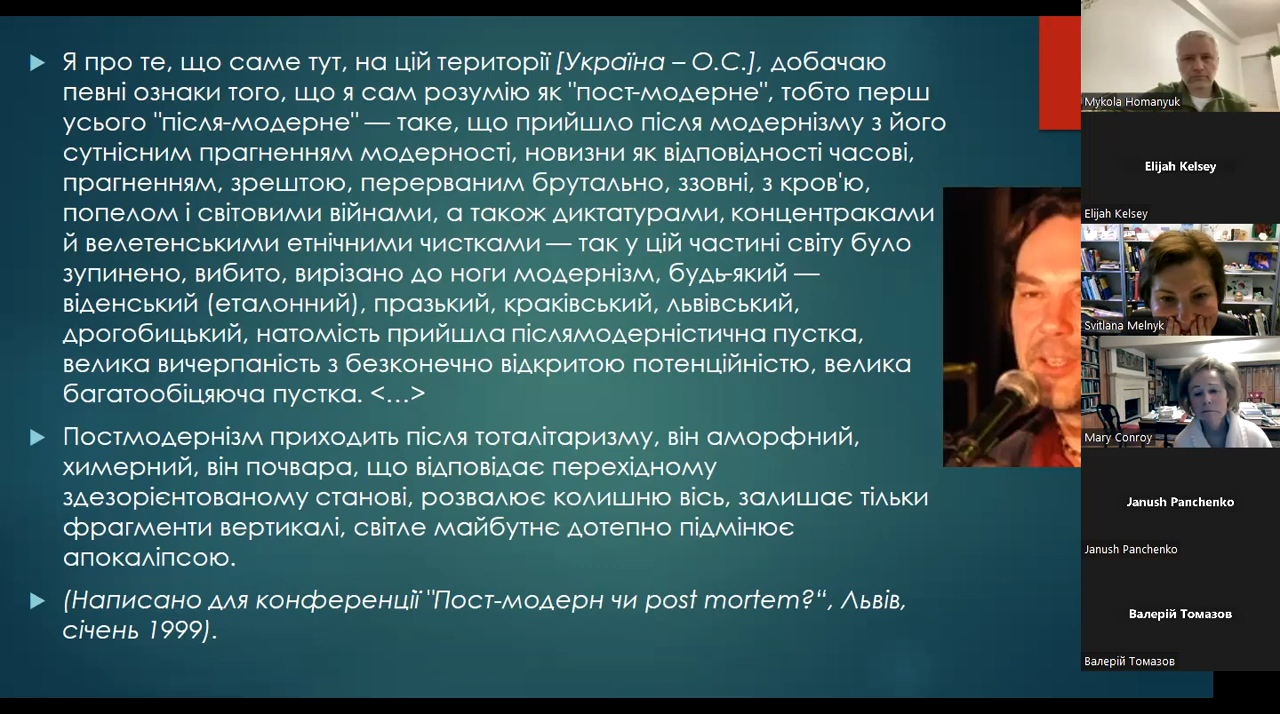 Я про те, що саме тут, на цій території [Україна – О.С.], добачаю
певні ознаки того, що я сам розумію як "пост-модерне", тобто перш
усього "після-модерне" — таке, що прийшло після модернізму з його
сутнісним прагненням модерності, новизни як відповідності часові,
прагненням, зрештою, перерваним брутально, ззовні, з кров'ю,
попелом і світовими війнами, а також диктатурами, концентраками
й велетенськими етнічними чистками — так у цій частині світу було
зупинено, вибито, вирізано до ноги модернізм, будь-який —
віденський (еталонний), празький, краківський, львівський,
дрогобицький, натомість прийшла післямодерністична пустка,
велика вичерпаність з безконечно відкритою потенційністю, велика
багатообіцяюча пустка. <…>
Постмодернізм приходить після тоталітаризму, він аморфний,
химерний, він почвара, що відповідає перехідному
здезорієнтованому станові, розвалює колишню вісь, залишає тільки
фрагменти вертикалі, світле майбутнє дотепно підмінює
апокаліпсою.
(Написано для конференції "Пост-модерн чи post mortem?“, Львів,
січень 1999).
Mykola Homanyuk
Elijah Kelsey
Elijah Kelsey
Svitlana Melnyk
Mary Conroy
Janush Panchenko
Janush Panchenko
Валерій Томазов
Валерій Томазов